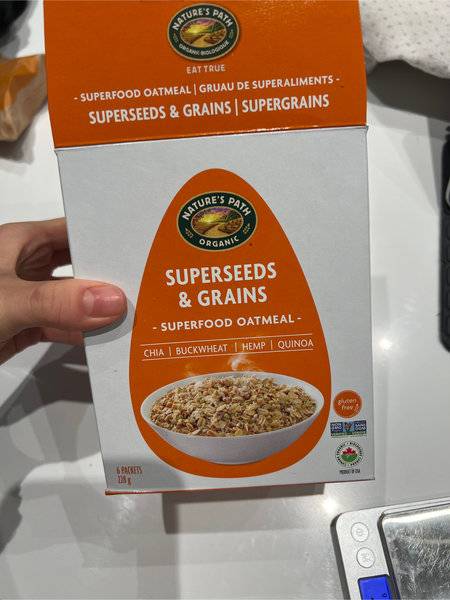 NATURE'S PATH
ORGANIC·BIOLOGIQUE
EAT TRUE
- SUPERFOOD OATMEAL | GRUAU DE SUPERALIMENTS -
SUPERSEEDS & GRAINS | SUPERGRAINS
NATURE'S PATH
ORGANIC
SUPERSEEDS
& GRAINS
- SUPERFOOD OATMEAL -
CHIA | BUCKWHEAT | HEMP | QUINOA
gluten
free
6 PACKETS
228 g
PRODUCT OF USA